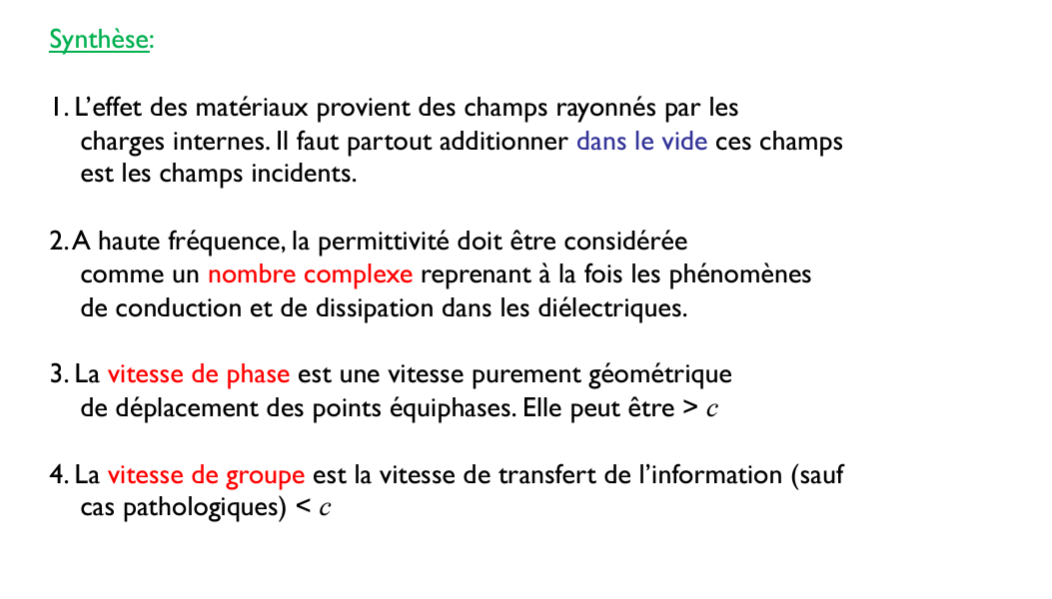 Synthèse:
1. L’effet des matériaux provient des champs rayonnés par les
charges internes. Il faut partout additionner dans le vide ces champs
est les champs incidents.
2. A haute fréquence, la permittivité doit être considérée
comme un nombre complexe reprenant à la fois les phénomènes
de conduction et de dissipation dans les diélectriques.
3. La vitesse de phase est une vitesse purement géométrique
de déplacement des points équiphases. Elle peut être > c
4. La vitesse de groupe est la vitesse de transfert de l’information (sauf
cas pathologiques) < c